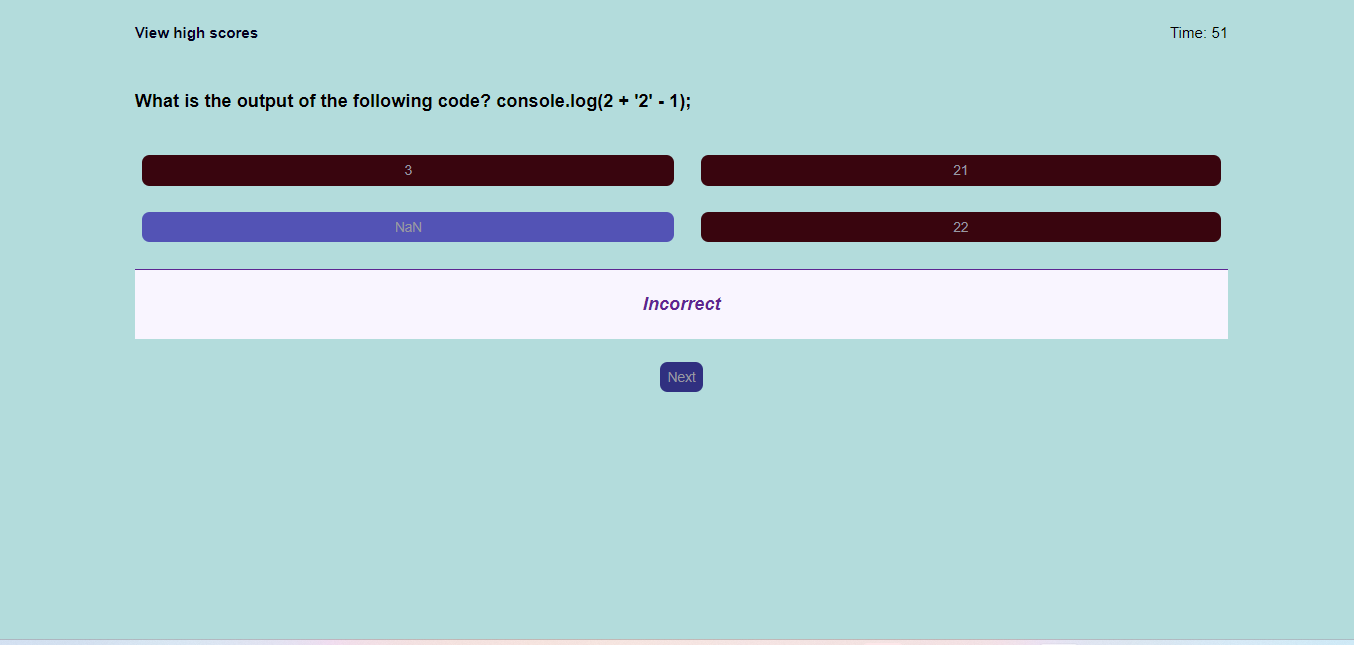 View high scores
Time: 51
What is the output of the following code? console.log(2 + '2' - 1);
3
21
NaN
22
Incorrect
Next